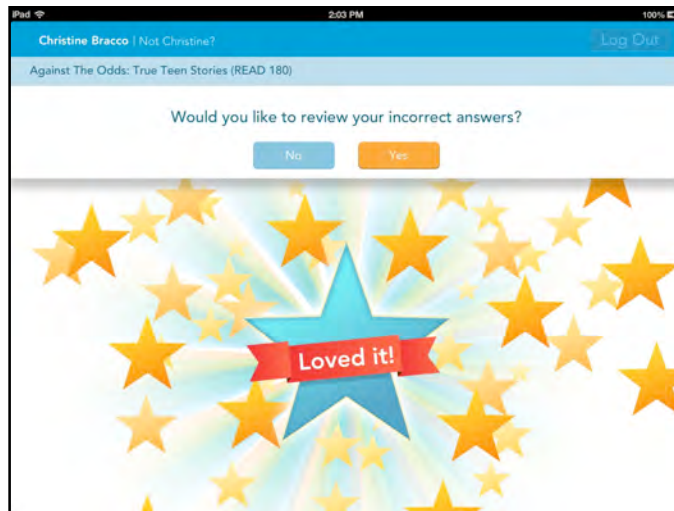 iPad 2:03 PM 100%
Christine Bracco | Not Christine? Log Out
Against The Odds: True Teen Stories (READ 180)
Would you like to review your incorrect answers?
No Yes
Loved it!